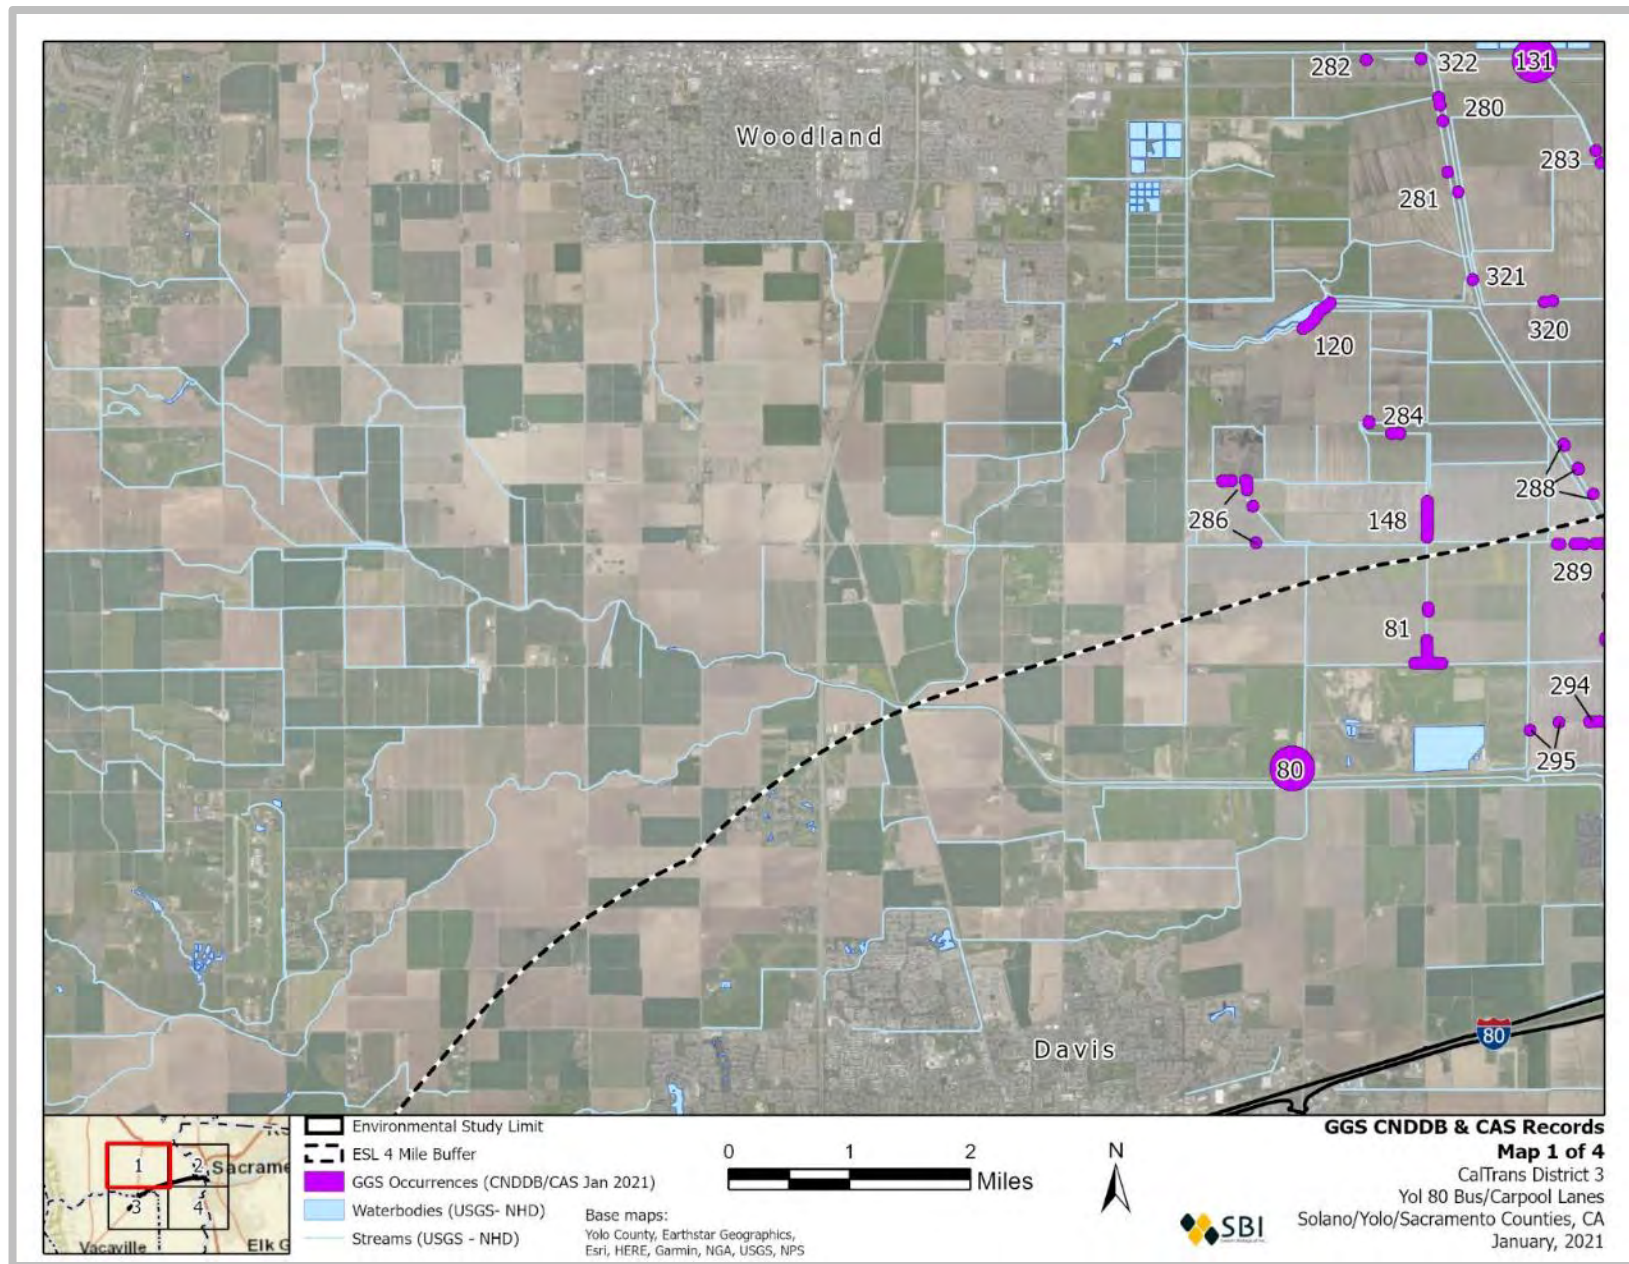 282
322
131
280
Woodland
283
281
321
320
120
284
288
286
148
289
81
294
295
80
80
Davis
1
2
Sacrame
3
4
Vacaville
Elk G
Environmental Study Limit
ESL 4 Mile Buffer
GGS Occurrences (CNDDB/CAS Jan 2021)
Waterbodies (USGS- NHD)
Streams (USGS - NHD)
0 1 2
Miles
Base maps:
Yolo County, Earthstar Geographics,
Esri, HERE, Garmin, NGA, USGS, NPS
N
SBI
GGS CNDDB & CAS Records
Map 1 of 4
CalTrans District 3
Yol 80 Bus/Carpool Lanes
Solano/Yolo/Sacramento Counties, CA
January, 2021